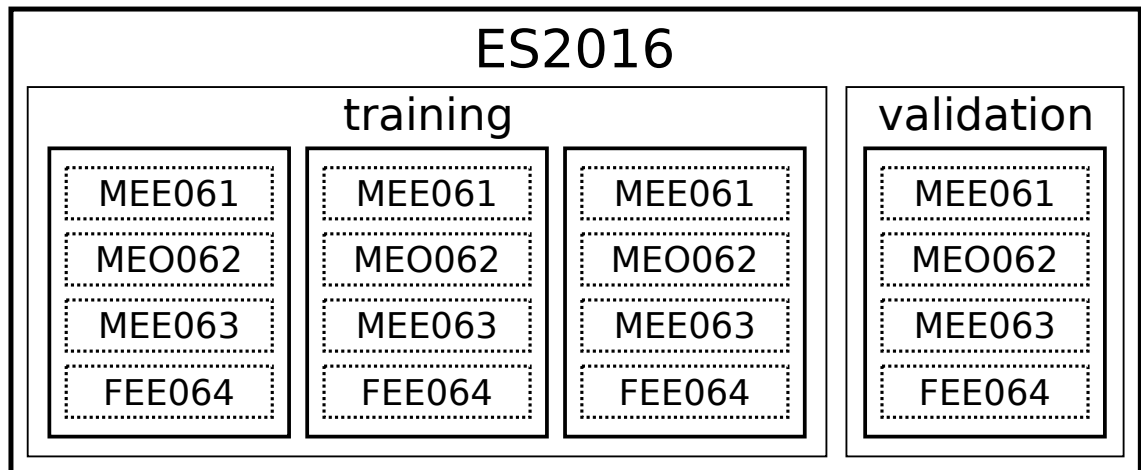 ES2016
training
validation
MEE061 MEE061 MEE061 MEE061
MEO062 MEO062 MEO062 MEO062
MEE063 MEE063 MEE063 MEE063
FEE064 FEE064 FEE064 FEE064